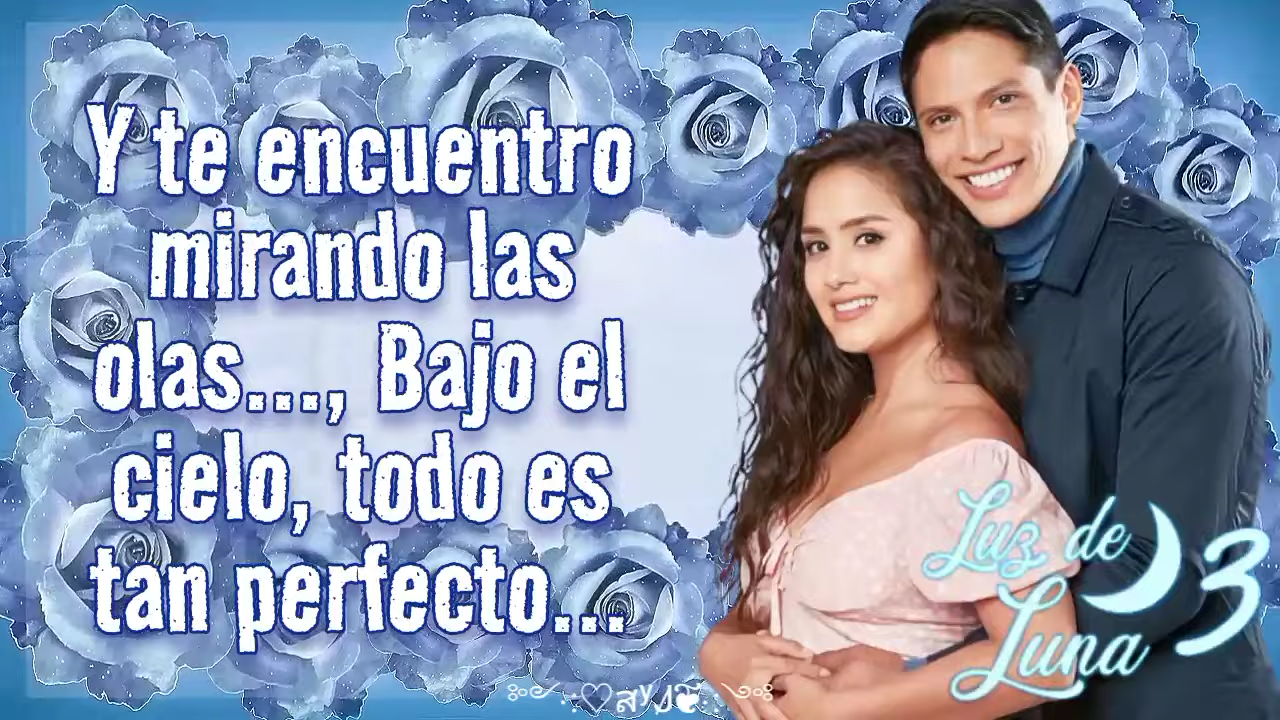 Y te encuentro
mirando las
olas..., Bajo el
cielo, todo es
tan perfecto...
Luz de
Luna 3